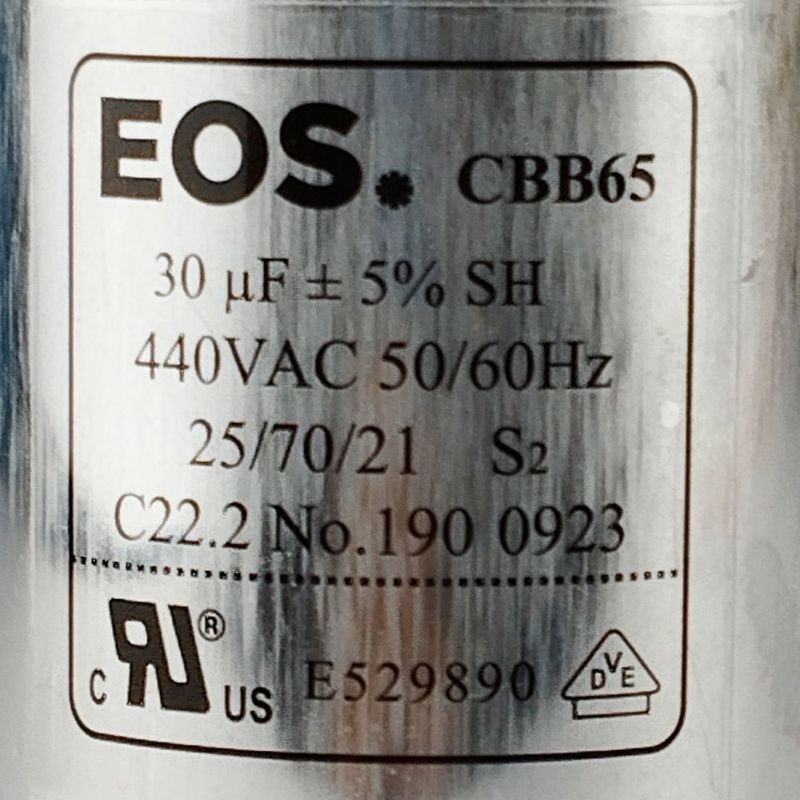 EOS. CBB65
30 μF ± 5% SH
440VAC 50/60Hz
25/70/21 S2
C22.2 No.190 0923
C RU ® US E529890 DVE